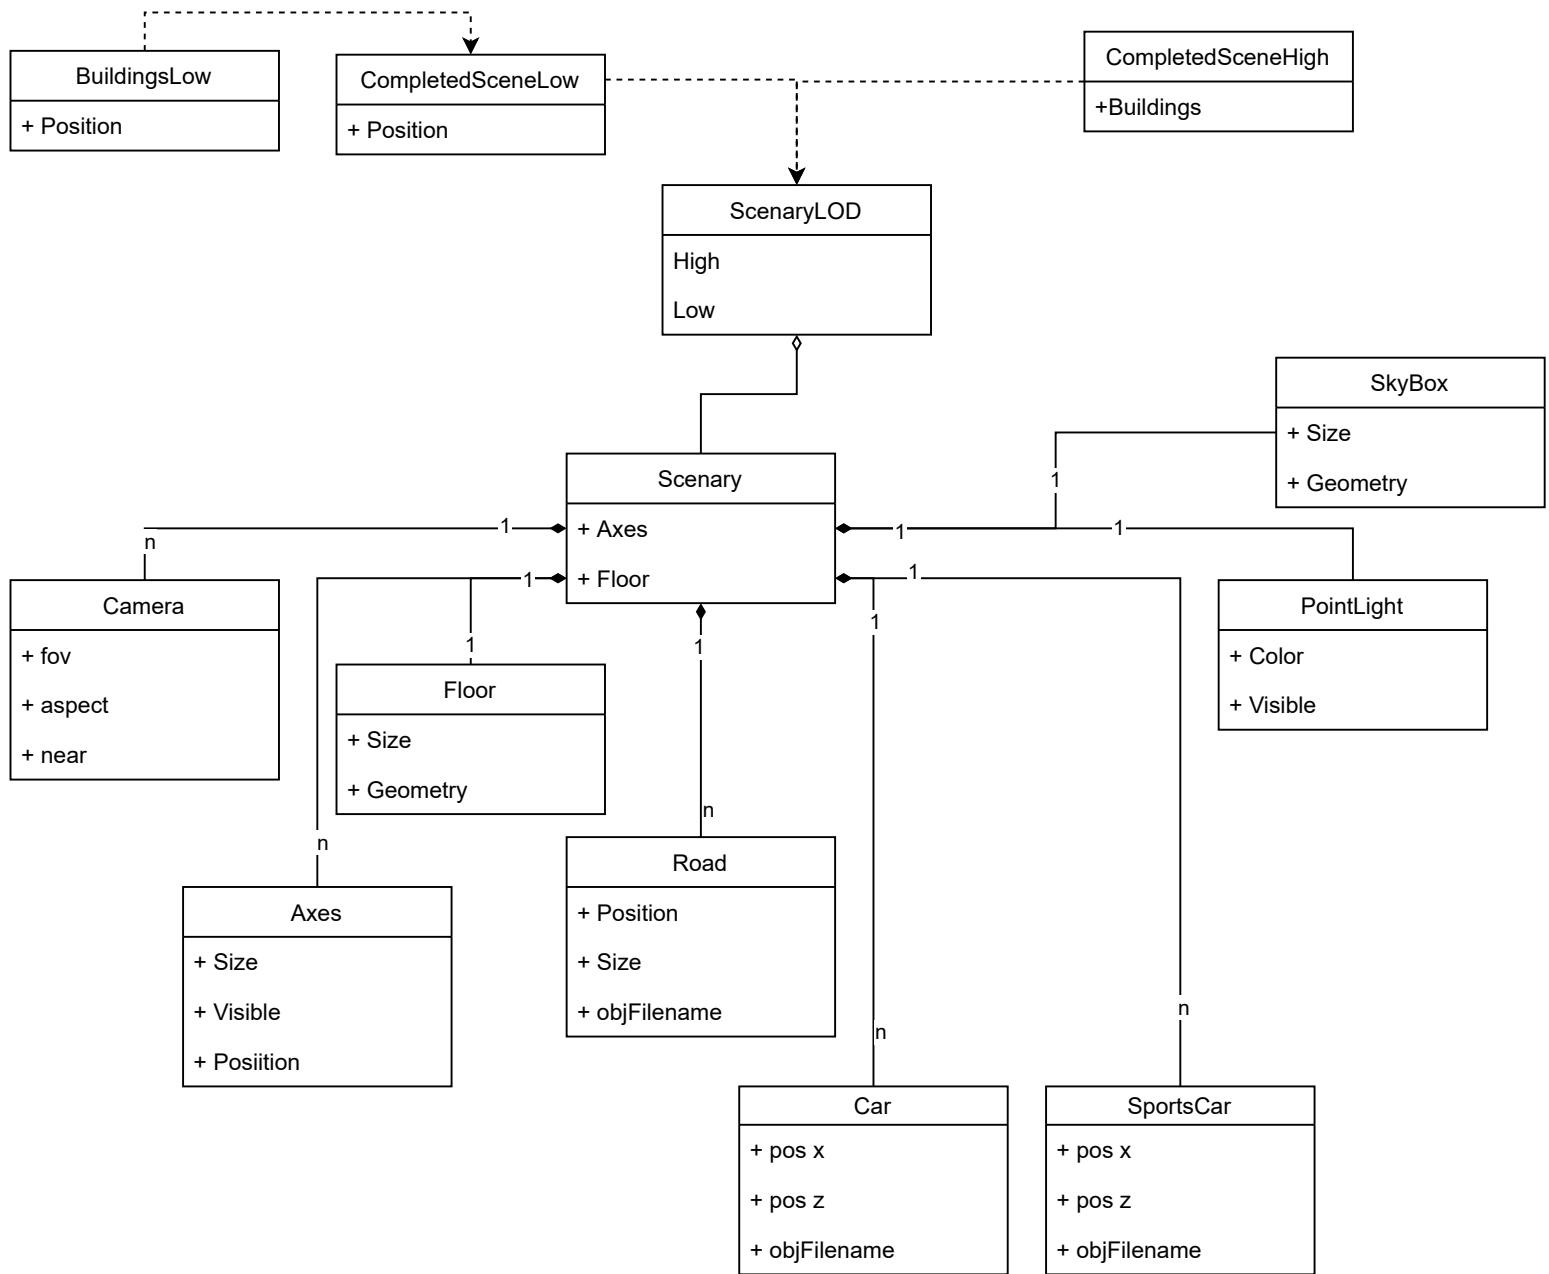 BuildingsLow
+ Position
CompletedSceneLow
+ Position
CompletedSceneHigh
+Buildings
ScenaryLOD
High
Low
SkyBox
+ Size
+ Geometry
1
Scenary
+ Axes
+ Floor
1
n
1
1
1
1
1
1
1
Camera
+ fov
+ aspect
+ near
PointLight
+ Color
+ Visible
Floor
+ Size
+ Geometry
n
n
Axes
+ Size
+ Visible
+ Posiition
Road
+ Position
+ Size
+ objFilename
n
n
Car
+ pos x
+ pos z
+ objFilename
SportsCar
+ pos x
+ pos z
+ objFilename